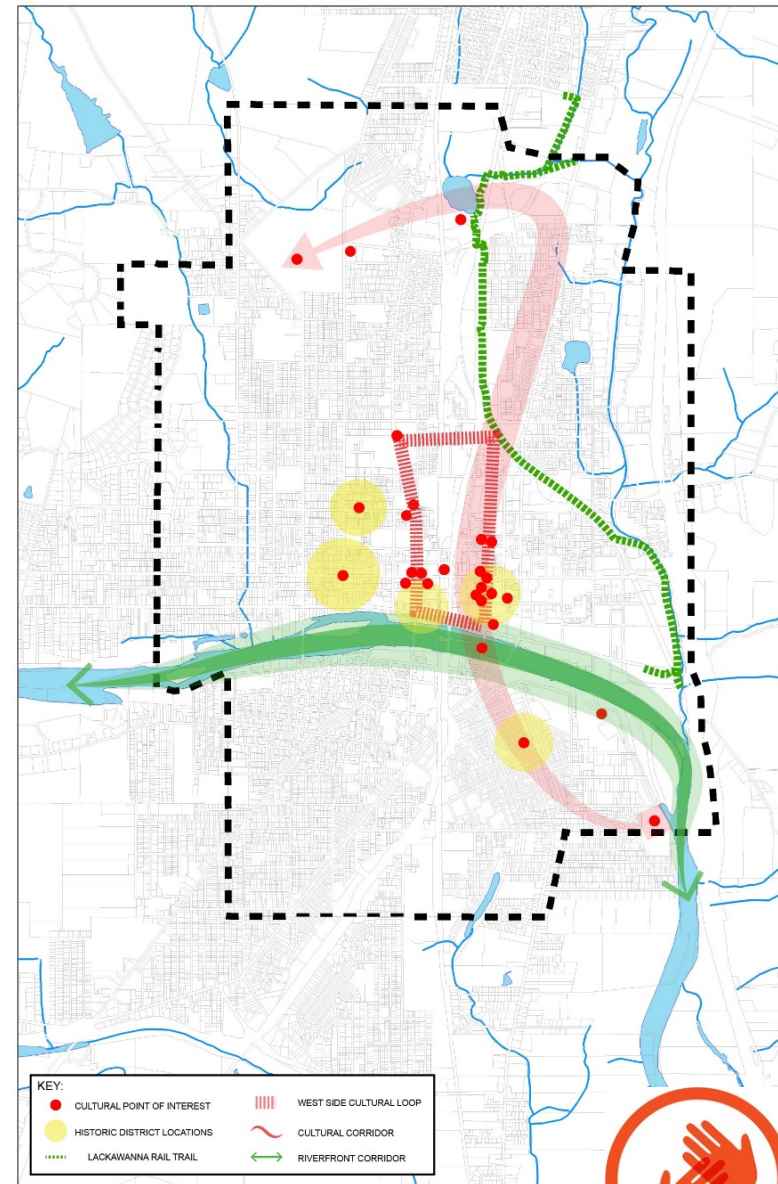 KEY:
CULTURAL POINT OF INTEREST
WEST SIDE CULTURAL LOOP
HISTORIC DISTRICT LOCATIONS
CULTURAL CORRIDOR
LACKAWANNA RAIL TRAIL
RIVERFRONT CORRIDOR